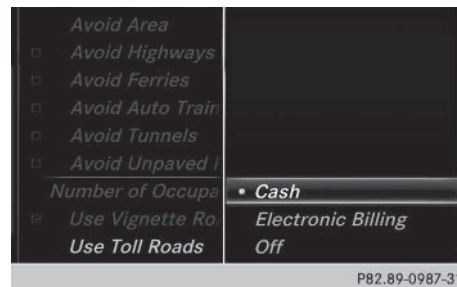 Avoid Area
Avoid Highways
Avoid Ferries
Avoid Auto Train
Avoid Tunnels
Avoid Unpaved
Number of Occupa
Use Vignette Ro
Use Toll Roads
Cash
Electronic Billing
Off
P82.89-0987-31